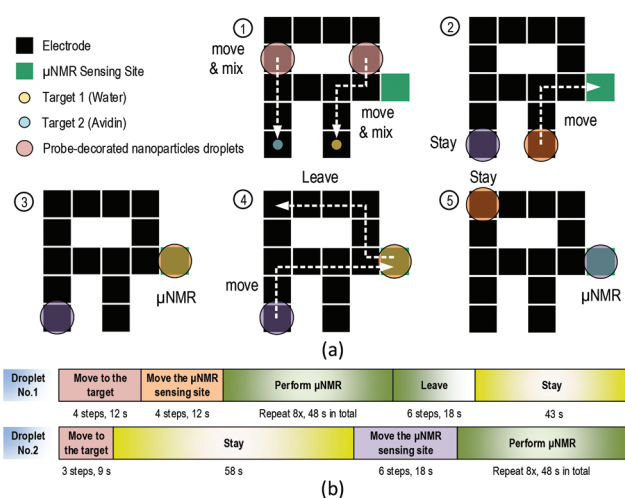 Electrode
μNMR Sensing Site
Target 1 (Water)
Target 2 (Avidin)
Probe-decorated nanoparticles droplets
1
move
& mix
move
& mix
2
Stay
move
3
μNMR
4
Leave
move
5
Stay
μNMR
(a)
Droplet
No.1
Move to the
target
Move the μNMR
sensing site
Perform μNMR
Leave
Stay
4 steps, 12 s
4 steps, 12 s
Repeat 8x, 48 s in total
6 steps, 18 s
43 s
Droplet
No.2
Move to
the target
Stay
Move the μNMR
sensing site
Perform μNMR
3 steps, 9 s
58 s
6 steps, 18 s
Repeat 8x, 48 s in total
(b)